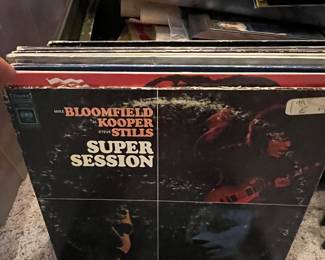 MIKE BLOOMFIELD
AL KOOPER
STEVE STILLS
SUPER
SESSION